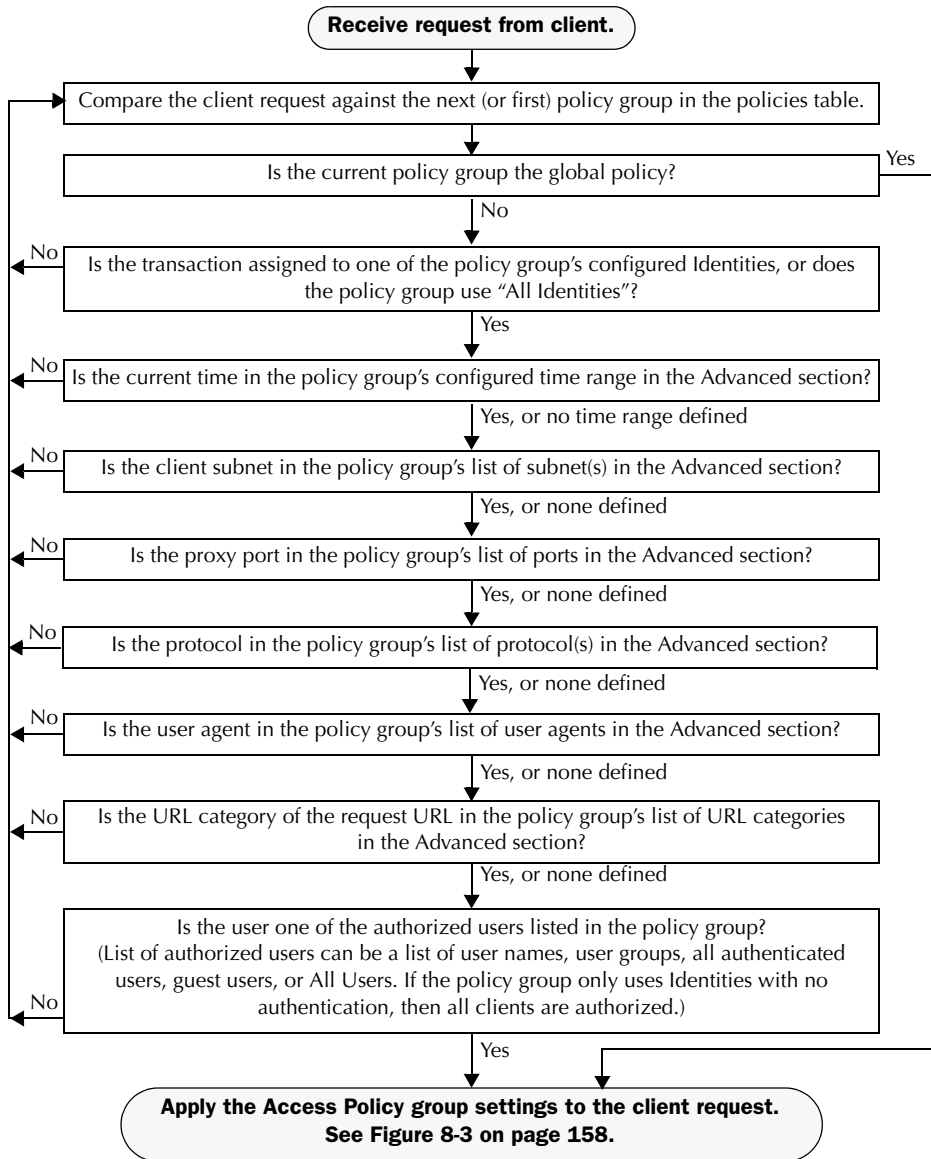 Receive request from client.
Compare the client request against the next (or first) policy group in the policies table.
Is the current policy group the global policy?
Yes
No
No
Is the transaction assigned to one of the policy group's configured Identities, or does
the policy group use “All Identities”?
Yes
No
Is the current time in the policy group's configured time range in the Advanced section?
Yes, or no time range defined
No
Is the client subnet in the policy group's list of subnet(s) in the Advanced section?
Yes, or none defined
No
Is the proxy port in the policy group's list of ports in the Advanced section?
Yes, or none defined
No
Is the protocol in the policy group's list of protocol(s) in the Advanced section?
Yes, or none defined
No
Is the user agent in the policy group's list of user agents in the Advanced section?
Yes, or none defined
No
Is the URL category of the request URL in the policy group's list of URL categories
in the Advanced section?
Yes, or none defined
Is the user one of the authorized users listed in the policy group?
(List of authorized users can be a list of user names, user groups, all authenticated
users, guest users, or All Users. If the policy group only uses Identities with no
authentication, then all clients are authorized.)
No
Yes
Apply the Access Policy group settings to the client request.
See Figure 8-3 on page 158.